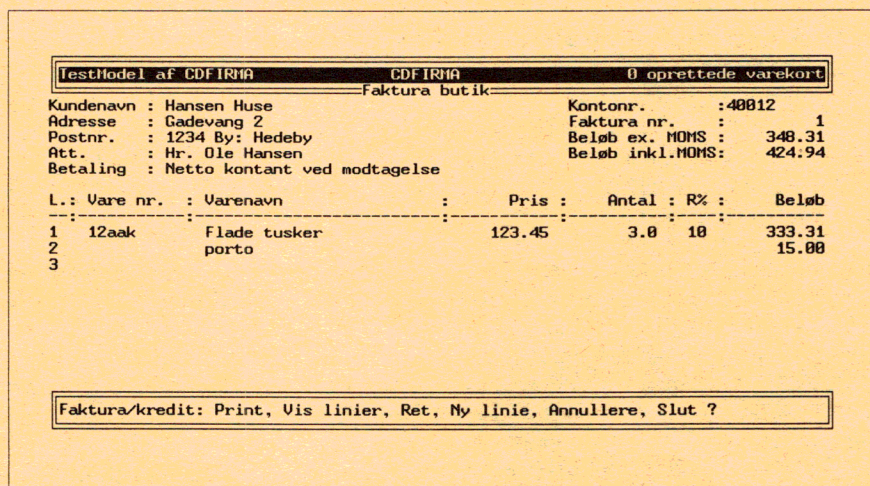 TestModel af CDFIRMA CDFIRMA 0 oprettede varekort
Faktura butik
Kundenavn : Hansen Huse Kontonr. :40012
Adresse : Gadevang 2 Faktura nr. : 1
Postnr. : 1234 By: Hedeby Beløb ex. MOMS : 348.31
Att. : Hr. Ole Hansen Beløb inkl.MOMS: 424.94
Betaling : Netto kontant ved modtagelse
L.: Vare nr. : Varenavn : Pris : Antal : R% : Beløb
1 12aak Flade tusker 123.45 3.0 10 333.31
2 porto 15.00
3
Faktura/kredit: Print, Vis linier, Ret, Ny linie, Annullere, Slut ?